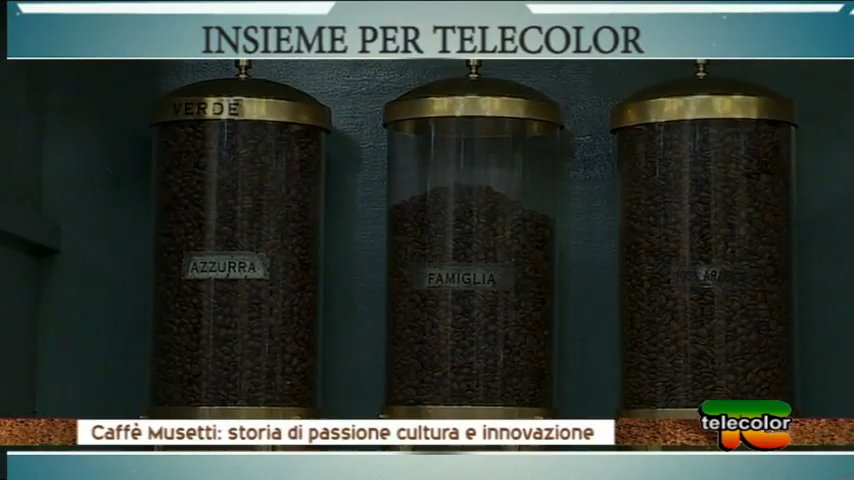 INSIEME PER TELECOLOR
VERDE
AZZURRA
FAMIGLIA
Caffè Musetti: storia di passione cultura e innovazione
telecolor